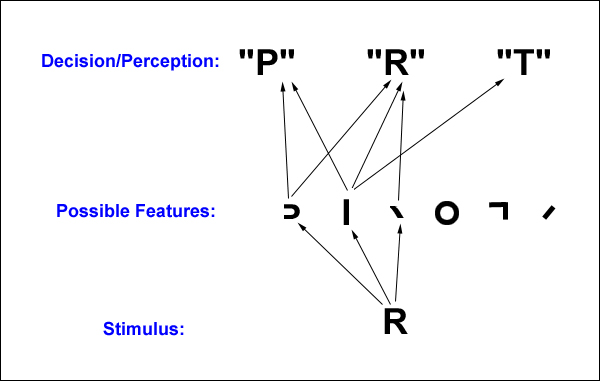 Decision/Perception: "P" "R" "T"
Possible Features:
Stimulus: R